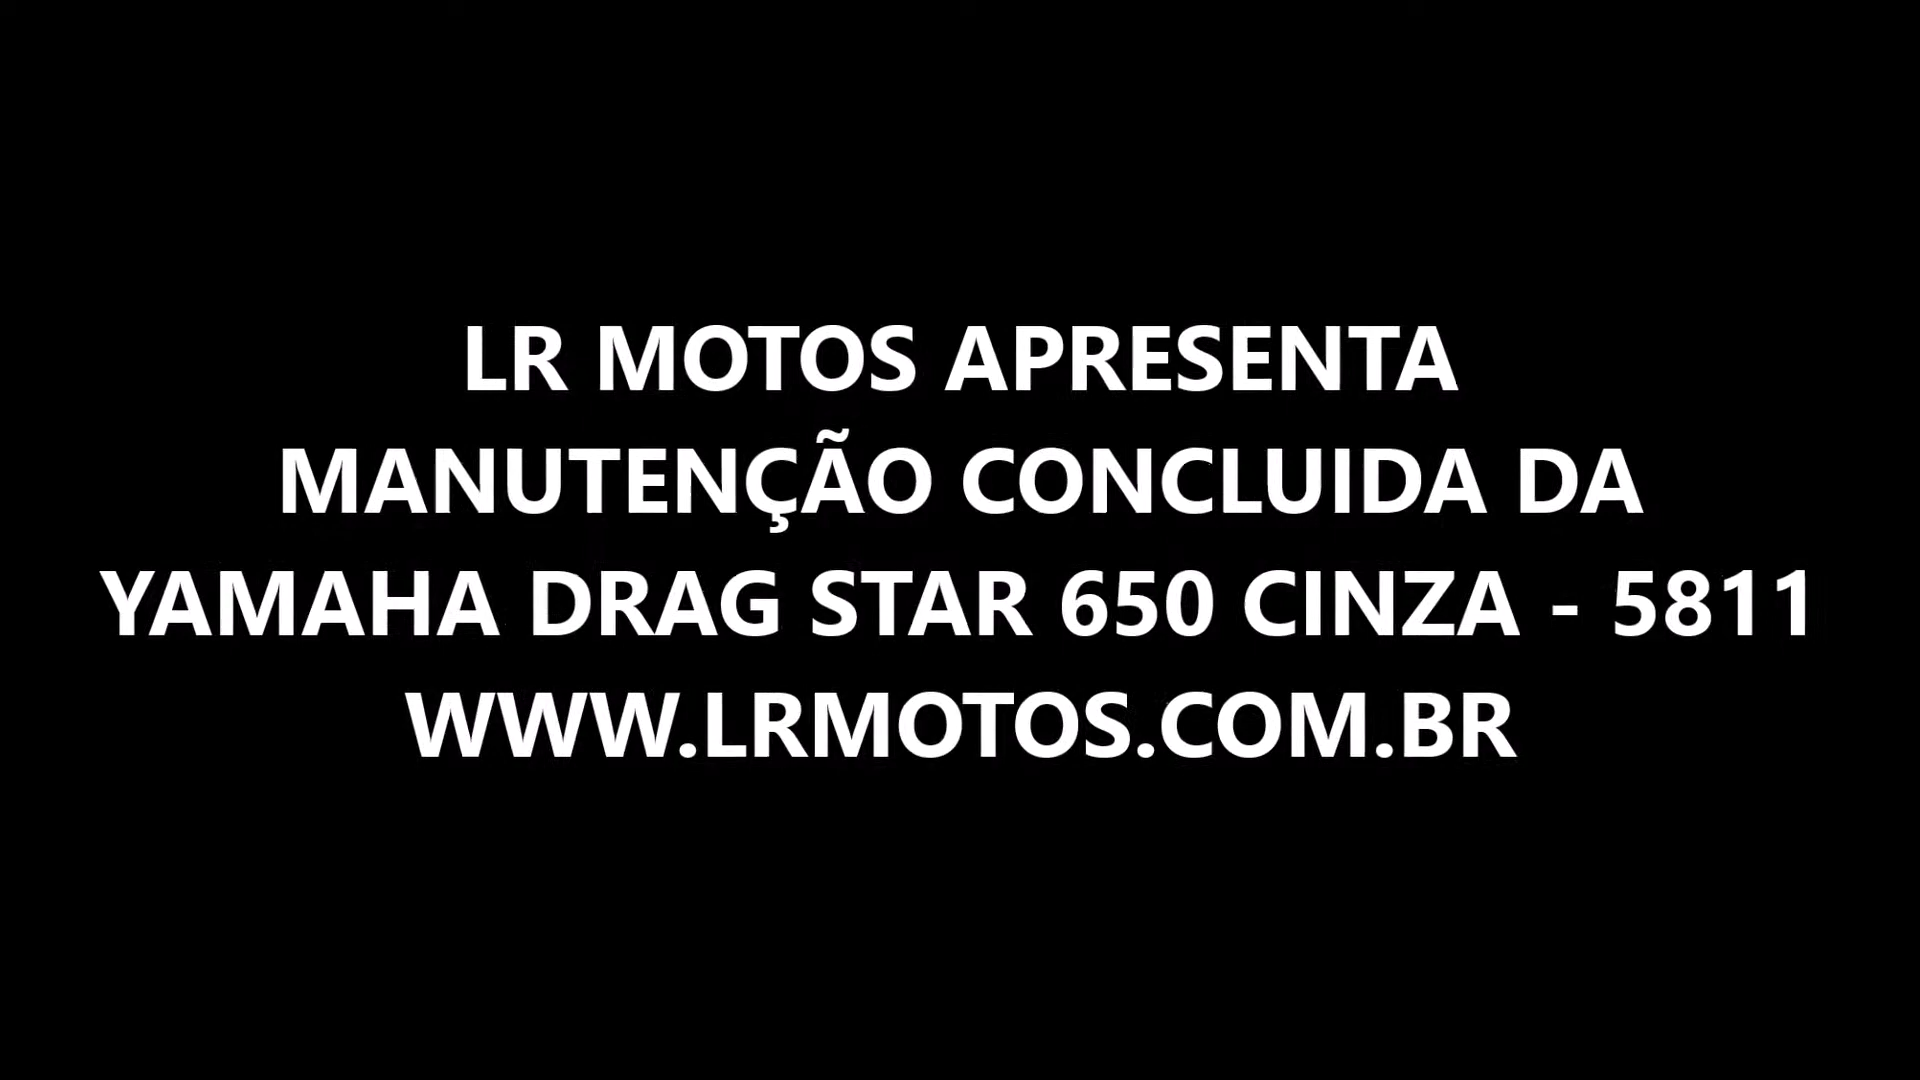 LR MOTOS APRESENTA
MANUTENÇÃO CONCLUIDA DA
YAMAHA DRAG STAR 650 CINZA - 5811
WWW.LRMOTOS.COM.BR